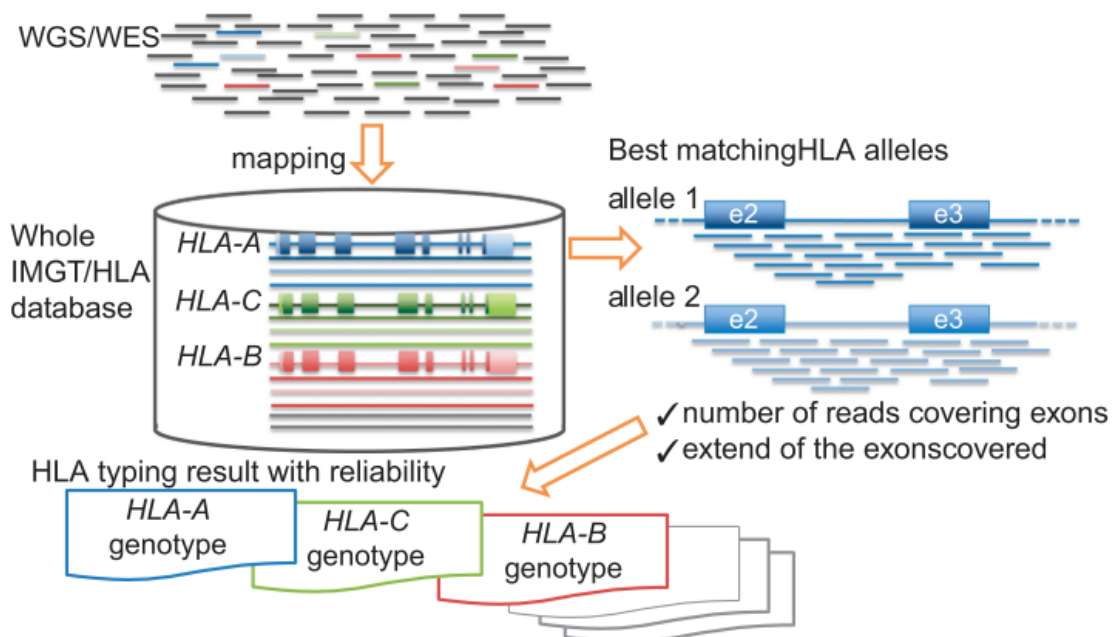 WGS/WES
mapping
Whole
IMGT/HLA
database
HLA-A
HLA-C
HLA-B
Best matchingHLA alleles
allele 1
e2 e3
allele 2
e2 e3
✓number of reads covering exons
✓extend of the exonscovered
HLA typing result with reliability
HLA-A
genotype
HLA-C
genotype
HLA-B
genotype